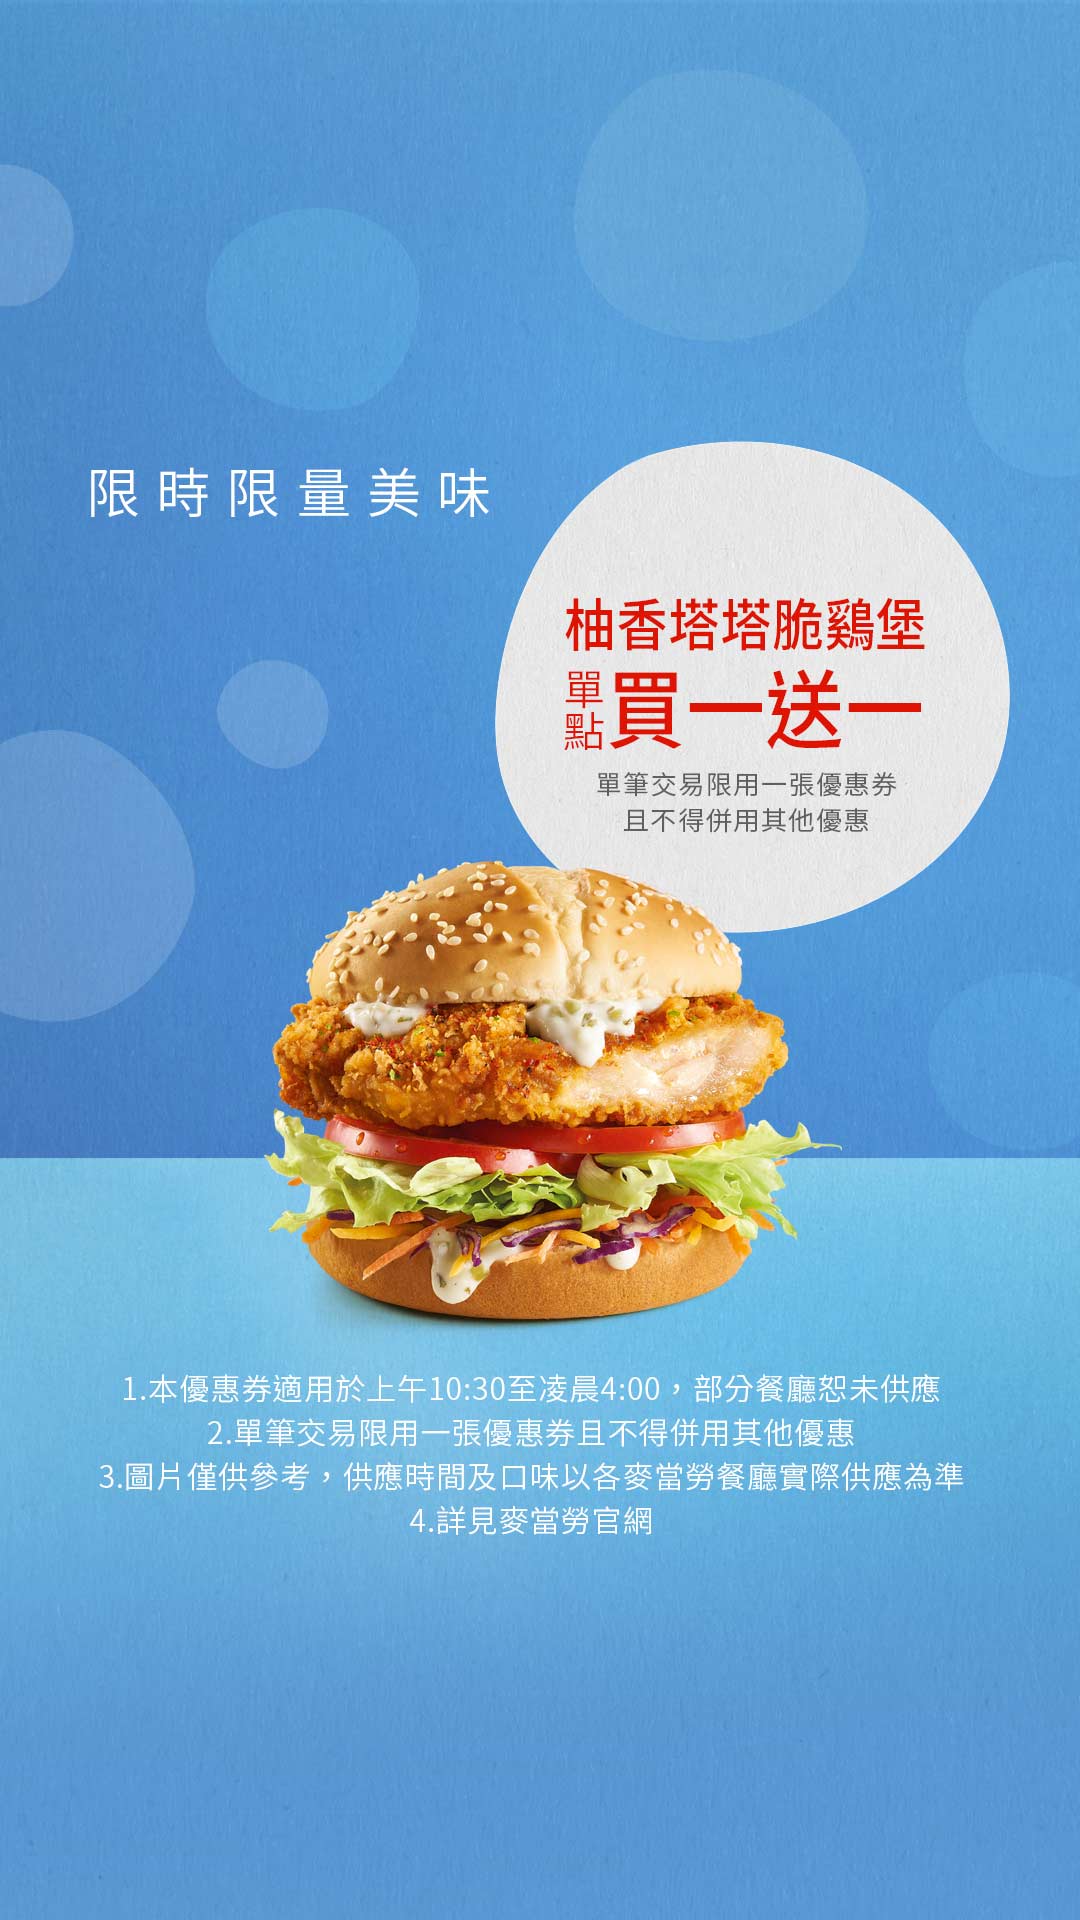 限時限量美味
柚香塔塔脆鷄堡
單點買一送一
單筆交易限用一張優惠券
且不得併用其他優惠
1.本優惠券適用於上午10:30至凌晨4:00，部分餐廳恕未供應
2.單筆交易限用一張優惠券且不得併用其他優惠
3.圖片僅供參考，供應時間及口味以各麥當勞餐廳實際供應為準
4.詳見麥當勞官網